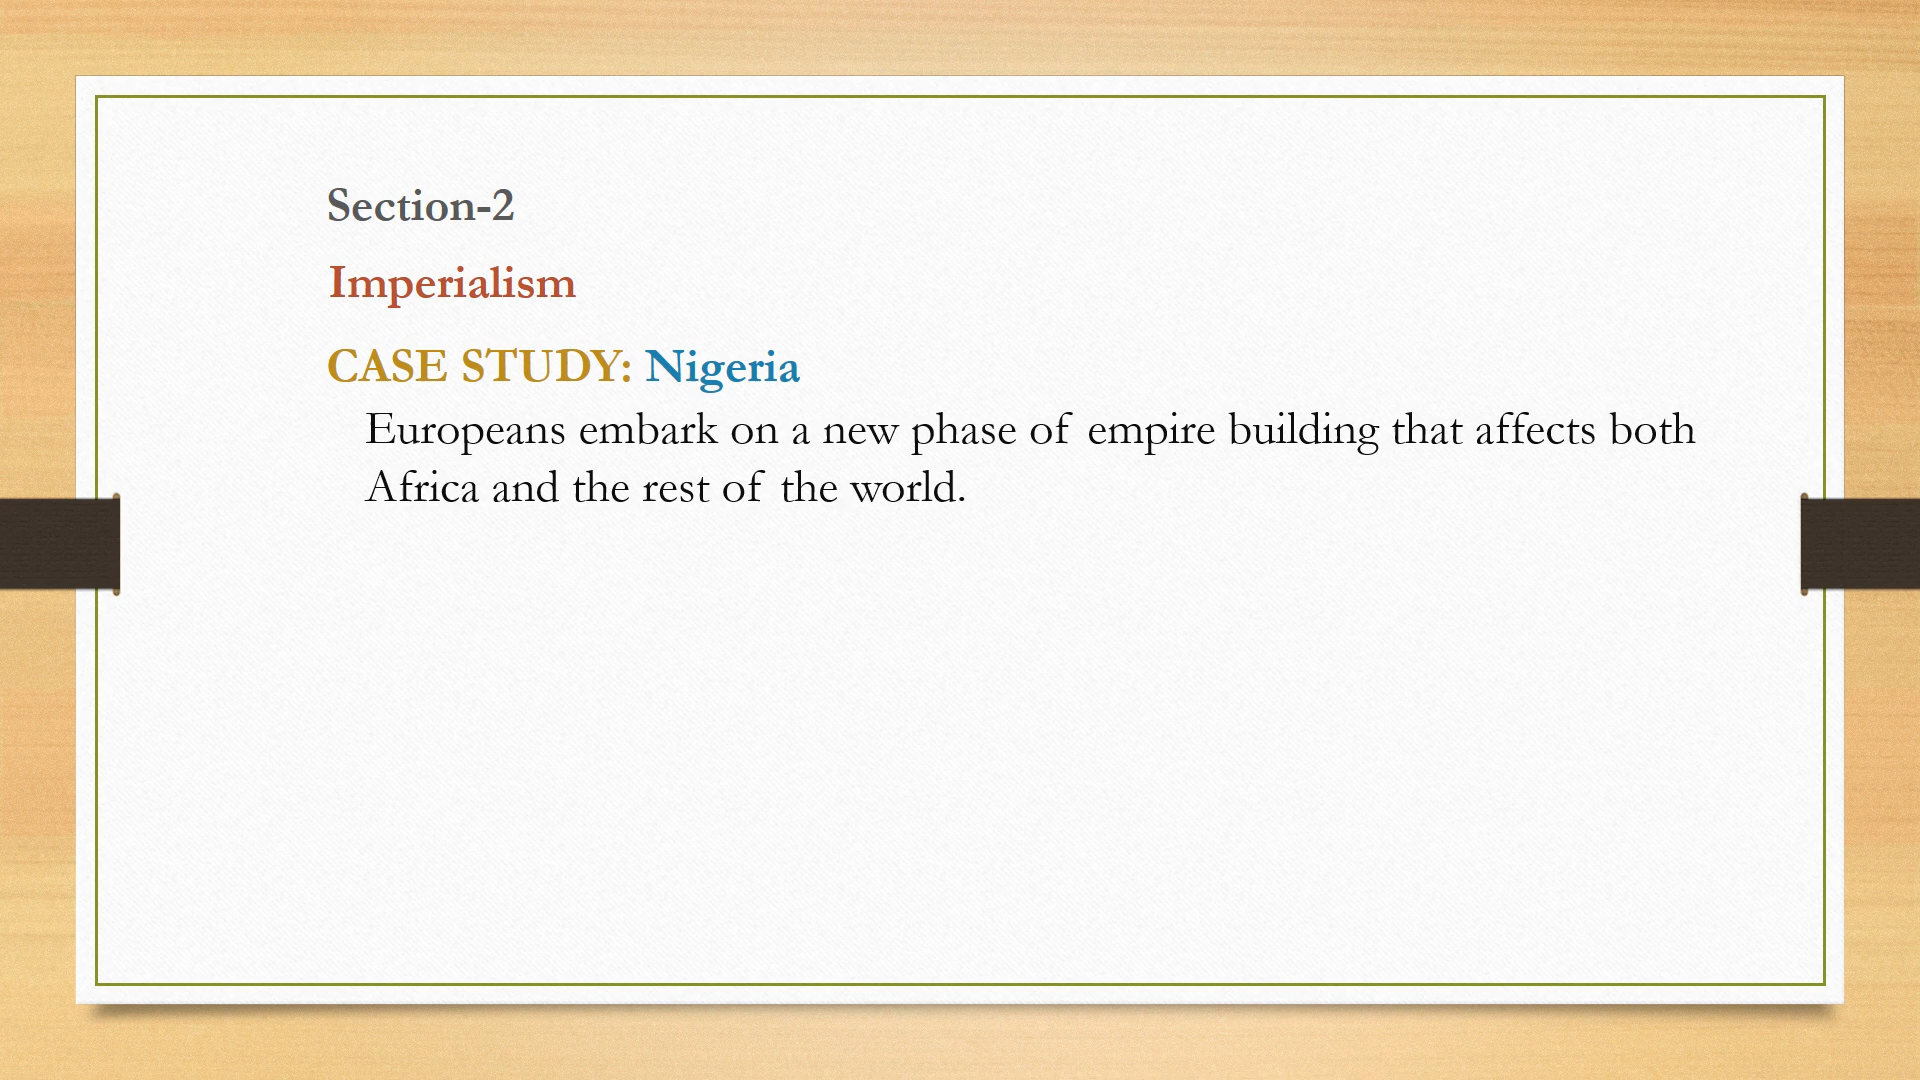 Section-2
Imperialism
CASE STUDY: Nigeria
Europeans embark on a new phase of empire building that affects both
Africa and the rest of the world.